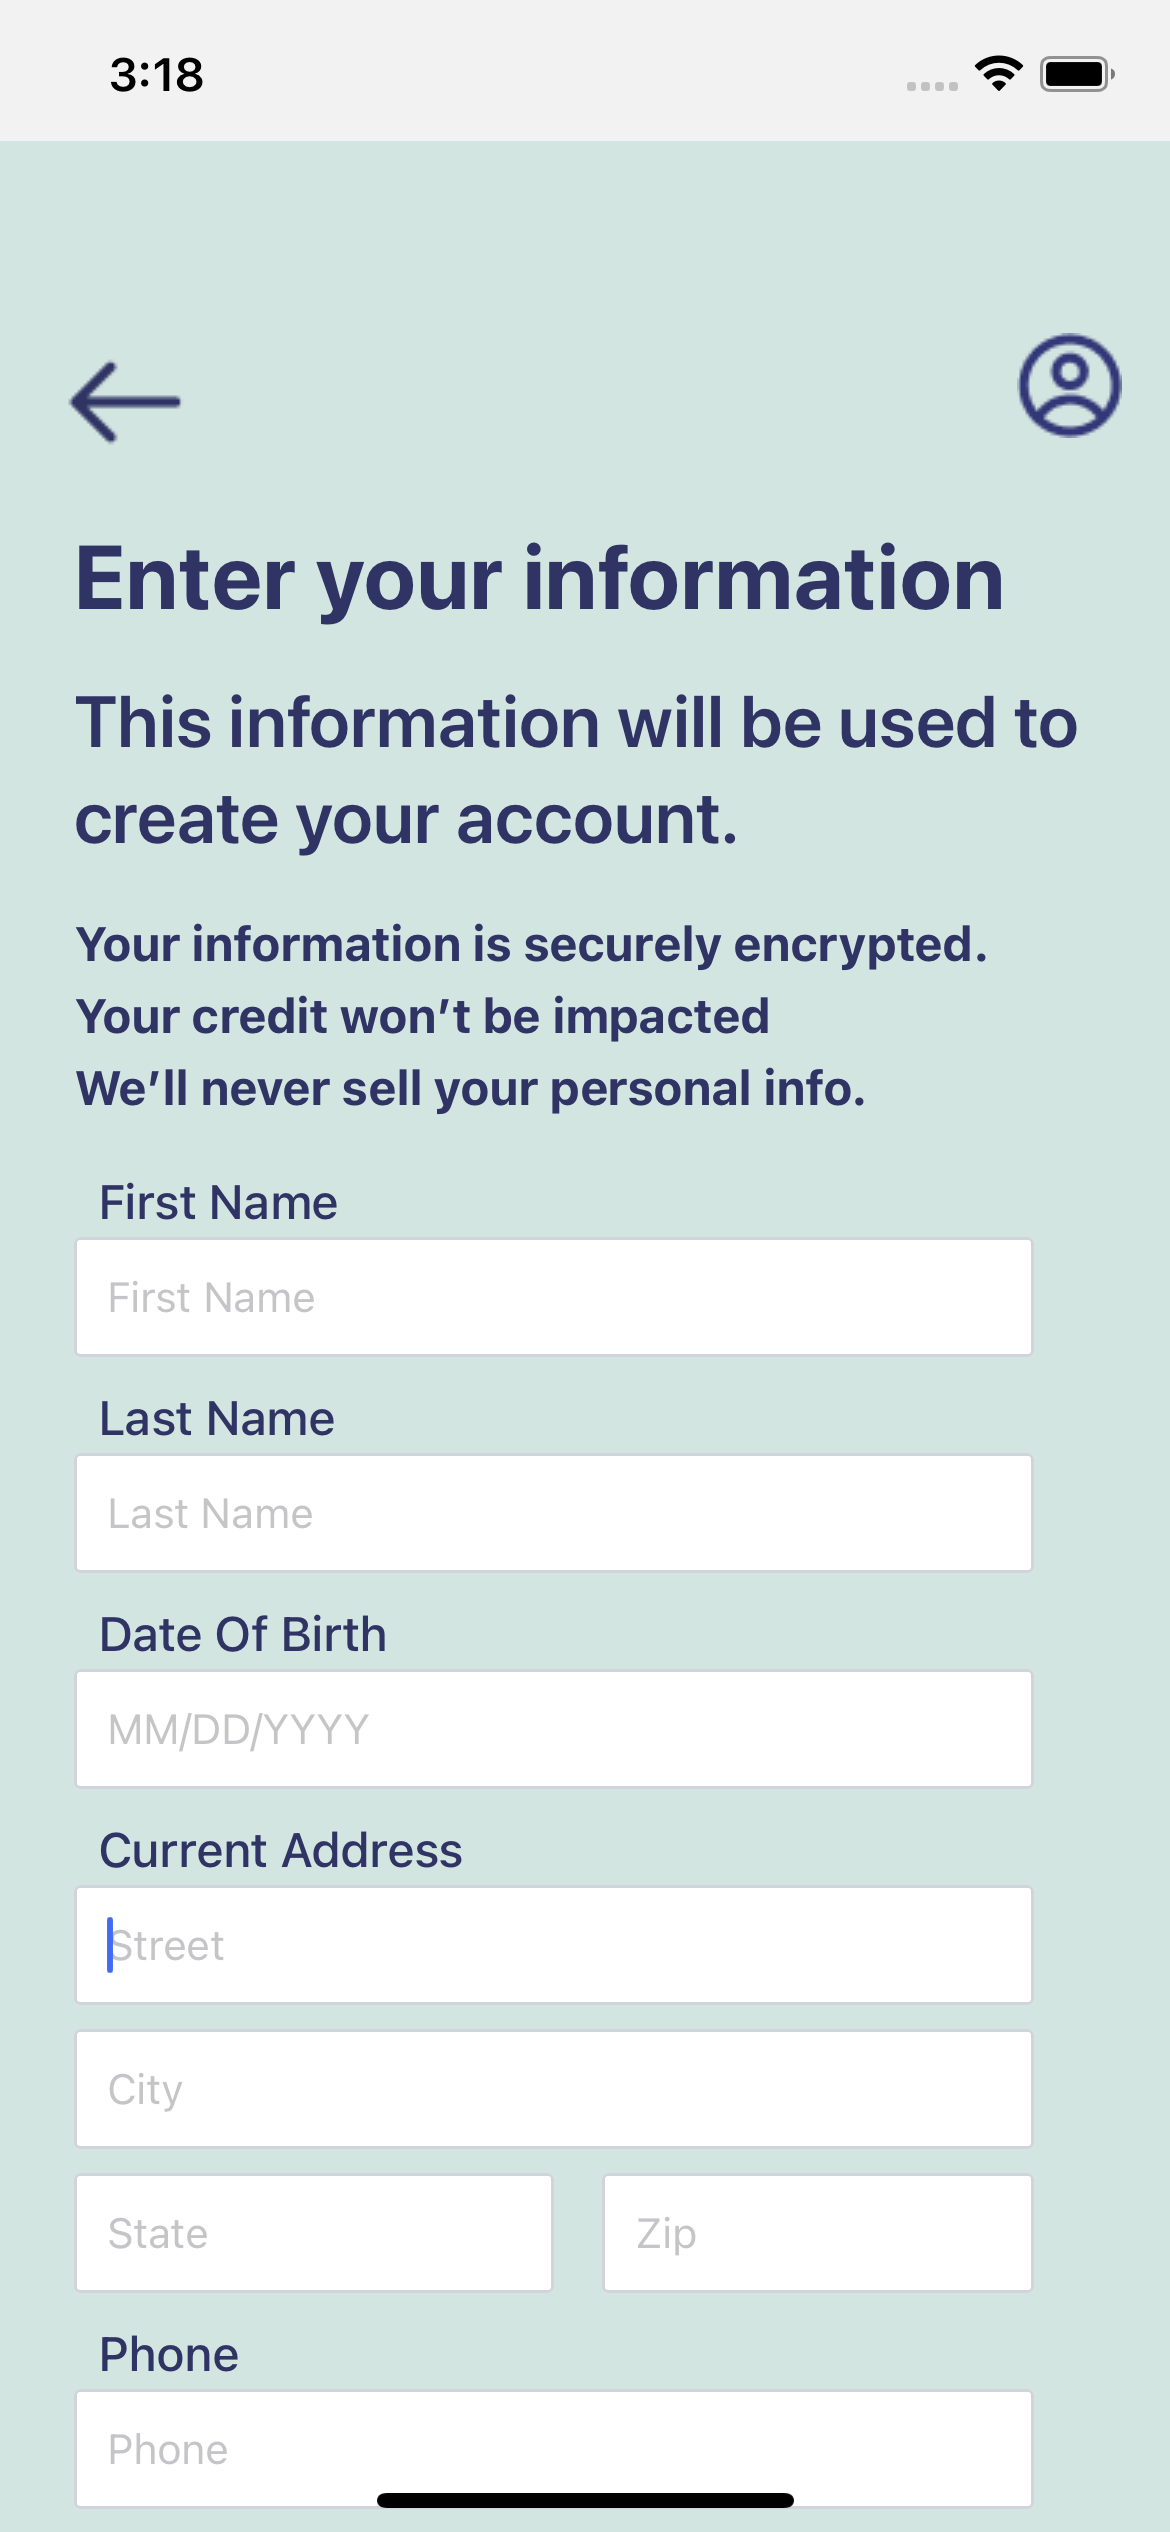 3:18
Enter your information
This information will be used to
create your account.
Your information is securely encrypted.
Your credit won’t be impacted
We’ll never sell your personal info.
First Name
First Name
Last Name
Last Name
Date Of Birth
MM/DD/YYYY
Current Address
Street
City
State Zip
Phone
Phone